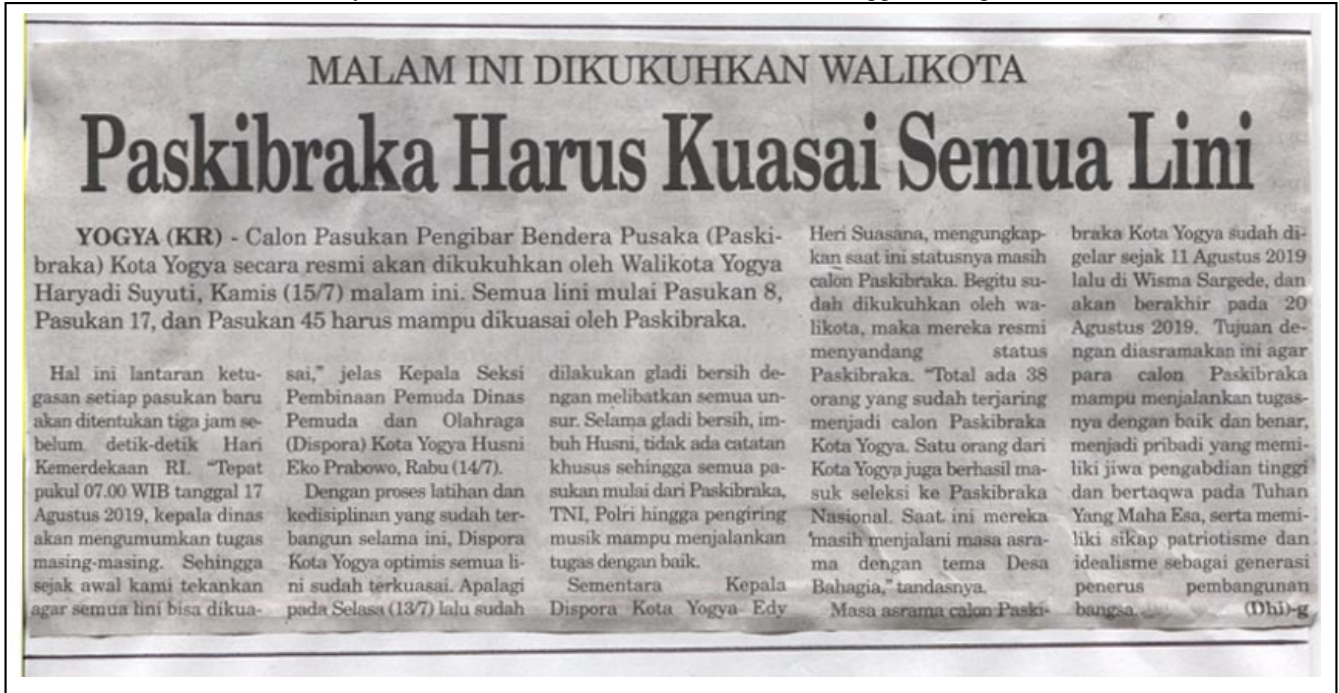 MALAM INI DIKUKUHKAN WALIKOTA
Paskibraka Harus Kuasai Semua Lini
YOGYA (KR) - Calon Pasukan Pengibar Bendera Pusaka (Paski-
braka) Kota Yogya secara resmi akan dikukuhkan oleh Walikota Yogya
Haryadi Suyuti, Kamis (15/7) malam ini. Semua lini mulai Pasukan 8,
Pasukan 17, dan Pasukan 45 harus mampu dikuasai oleh Paskibraka.
Hal ini lantaran ketu-
gasan setiap pasukan baru
akan ditentukan tiga jam se-
belum detik-detik Hari
Kemerdekaan RI. "Tepat
pukul 07.00 WIB tanggal 17
Agustus 2019, kepala dinas
akan mengumumkan tugas
masing-masing. Sehingga
sejak awal kami tekankan
agar semua lini bisa dikua-
sai," jelas Kepala Seksi
Pembinaan Pemuda Dinas
Pemuda dan Olahraga
(Dispora) Kota Yogya Husni
Eko Prabowo, Rabu (14/7).
Dengan proses latihan dan
kedisiplinan yang sudah ter-
bangun selama ini, Dispora
Kota Yogya optimis semua li-
ni sudah terkuasai. Apalagi
pada Selasa (13/7) lalu sudah
dilakukan gladi bersih de-
ngan melibatkan semua un-
sur. Selama gladi bersih, im-
buh Husni, tidak ada catatan
khusus sehingga semua pa-
sukan mulai dari Paskibraka,
TNI, Polri hingga pengiring
musik mampu menjalankan
tugas dengan baik.
Sementara Kepala
Dispora Kota Yogya Edy
Heri Suasana, mengungkap-
kan saat ini statusnya masih
calon Paskibraka. Begitu su-
dah dikukuhkan oleh wa-
likota, maka mereka resmi
menyandang status
Paskibraka. "Total ada 38
orang yang sudah terjaring
menjadi calon Paskibraka
Kota Yogya. Satu orang dari
Kota Yogya juga berhasil ma-
suk seleksi ke Paskibraka
Nasional. Saat ini mereka
masih menjalani masa asra-
ma dengan tema Desa
Bahagia," tandasnya.
Masa asrama calon Paski-
braka Kota Yogya sudah di-
gelar sejak 11 Agustus 2019
lalu di Wisma Sargede, dan
akan berakhir pada 20
Agustus 2019. Tujuan de-
ngan diasramakan ini agar
para calon Paskibraka
mampu menjalankan tugas-
nya dengan baik dan benar,
menjadi pribadi yang memi-
liki jiwa pengabdian tinggi
dan bertaqwa pada Tuhan
Yang Maha Esa, serta memi-
liki sikap patriotisme dan
idealisme sebagai generasi
penerus pembangunan
bangsa. (Dhi)-g